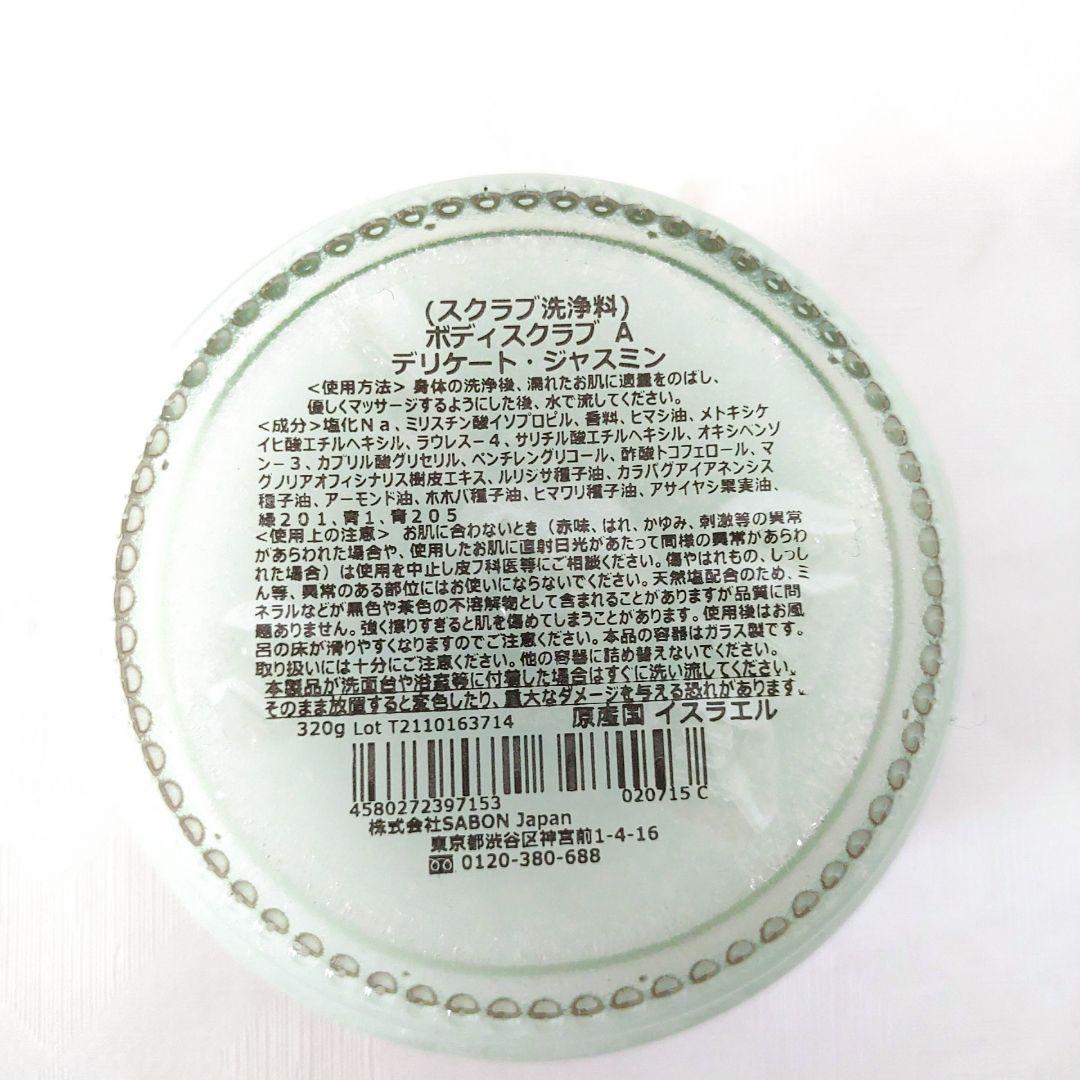 (スクラブ洗浄料)
ボディスクラブ A
デリケート・ジャスミン
<使用方法> 身体の洗浄後、濡れたお肌に適量をのばし、
優しくマッサージするようにした後、水で流してください。
<成分>塩化Na、ミリスチン酸イソプロピル、香料、ヒマシ油、メトキシケ
イヒ酸エチルヘキシル、ラウレス-4、サリチル酸エチルヘキシル、オキシベンゾ
ン-3、カプリル酸グリセリル、ペンチレングリコール、酢酸トコフェロール、マ
グノリアオフィシナリス樹皮エキス、ルリジサ種子油、カラパグアイアネンシス
種子油、アーモンド油、ホホバ種子油、ヒマワリ種子油、アサイヤシ果実油、
緑201、青1、青205
<使用上の注意> お肌に合わないとき(赤味、はれ、かゆみ、刺激等の異常
があらわれた場合や、使用したお肌に直射日光があたって同様の異常があらわ
れた場合)は使用を中止し皮フ科医等にご相談ください。傷やはれもの、しっし
ん等、異常のある部位にはお使いにならないでください。天然塩配合のため、ミ
ネラルなどが黒色や茶色の不溶解物として含まれることがありますが品質に問
題ありません。強く擦りすぎると肌を傷めてしまうことがあります。使用後はお風
呂の床が滑りやすくなりますのでご注意ください。本品の容器はガラス製です。
取り扱いには十分にご注意ください。他の容器に詰め替えないでください。
本製品が洗面台や浴室等に付着した場合はすぐに洗い流してください。
そのまま放置すると変色したり、重大なダメージを与える恐れがあります。
320g Lot T2110163714 原産国 イスラエル
4580272397153 020715 C
株式会社SABON Japan
東京都渋谷区神宮前1-4-16
0120-380-688